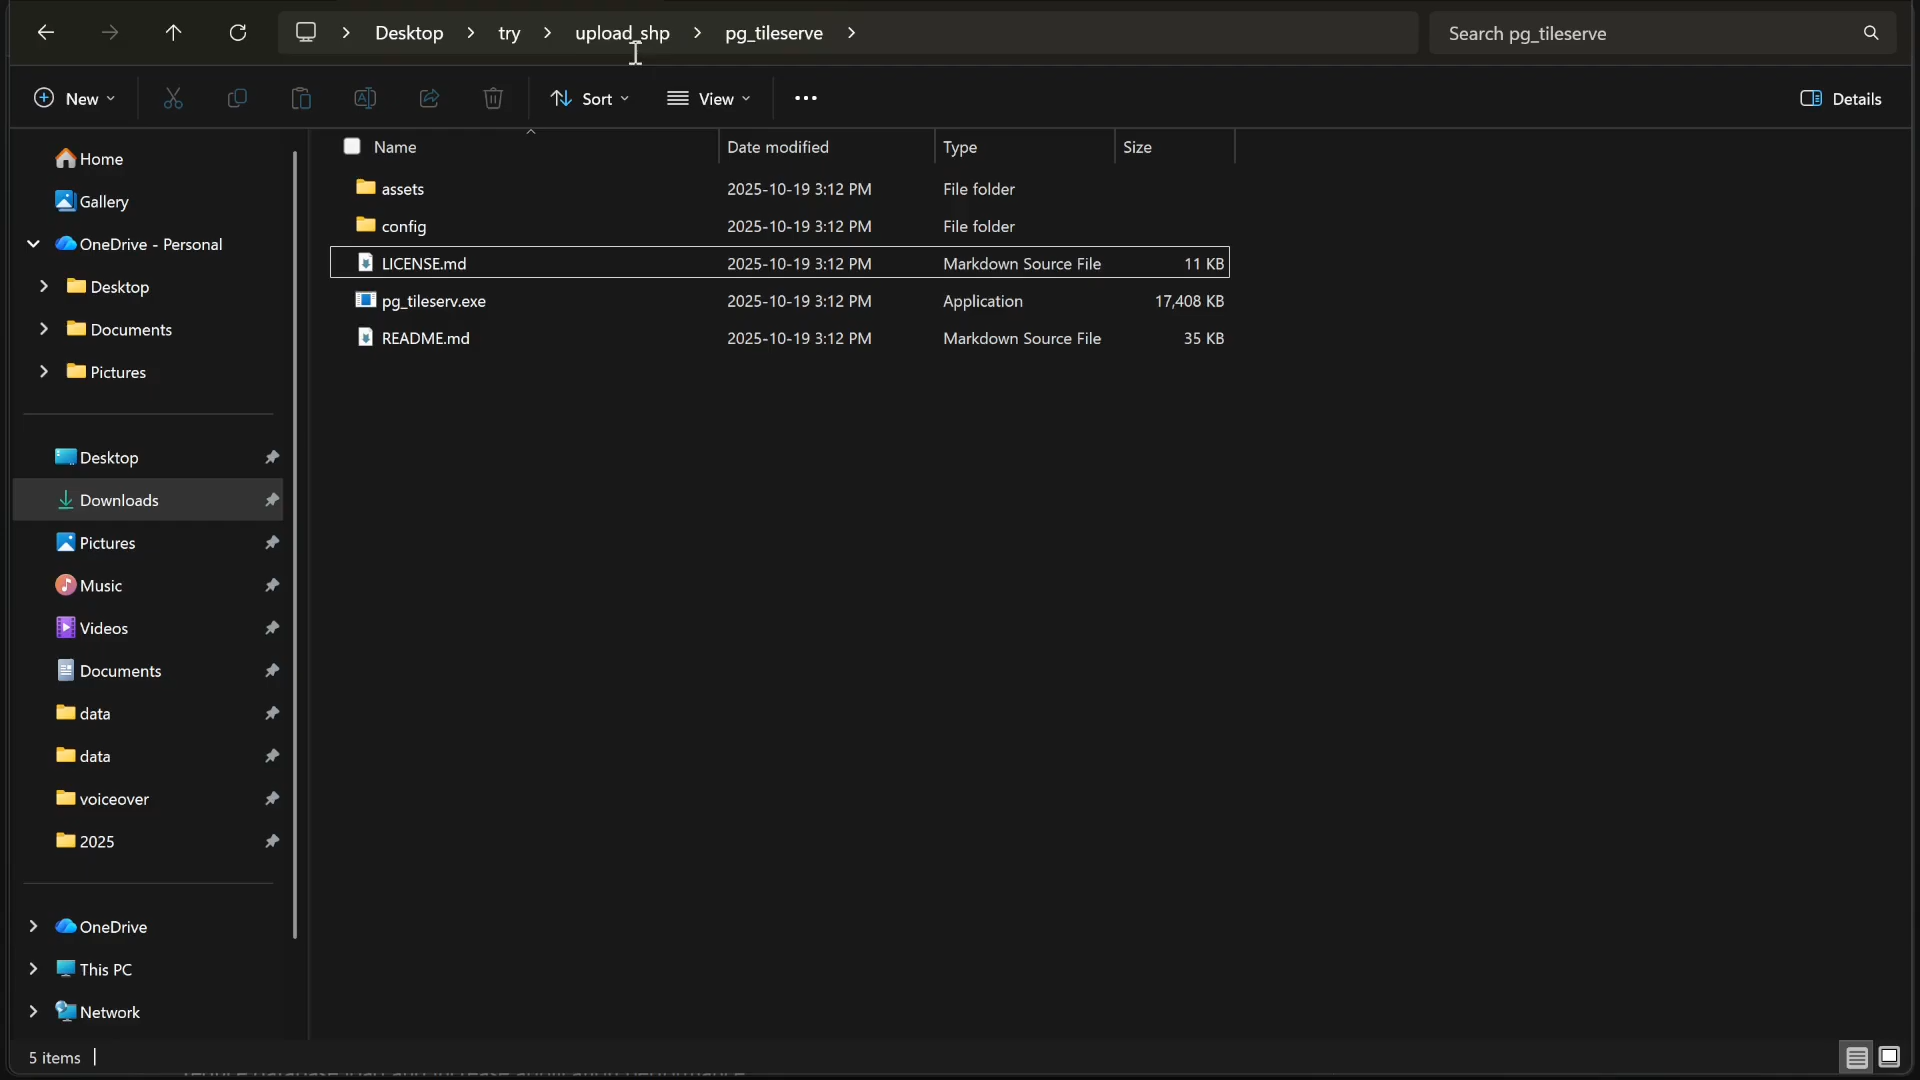 Desktop > try > upload_shp > pg_tileserve >
Search pg_tileserve
New
Sort
View
Details
Name Date modified Type Size
assets 2025-10-19 3:12 PM File folder
config 2025-10-19 3:12 PM File folder
LICENSE.md 2025-10-19 3:12 PM Markdown Source File 11 KB
pg_tileserv.exe 2025-10-19 3:12 PM Application 17,408 KB
README.md 2025-10-19 3:12 PM Markdown Source File 35 KB
Home
Gallery
OneDrive - Personal
Desktop
Documents
Pictures
Desktop
Downloads
Pictures
Music
Videos
Documents
data
data
voiceover
2025
OneDrive
This PC
Network
5 items